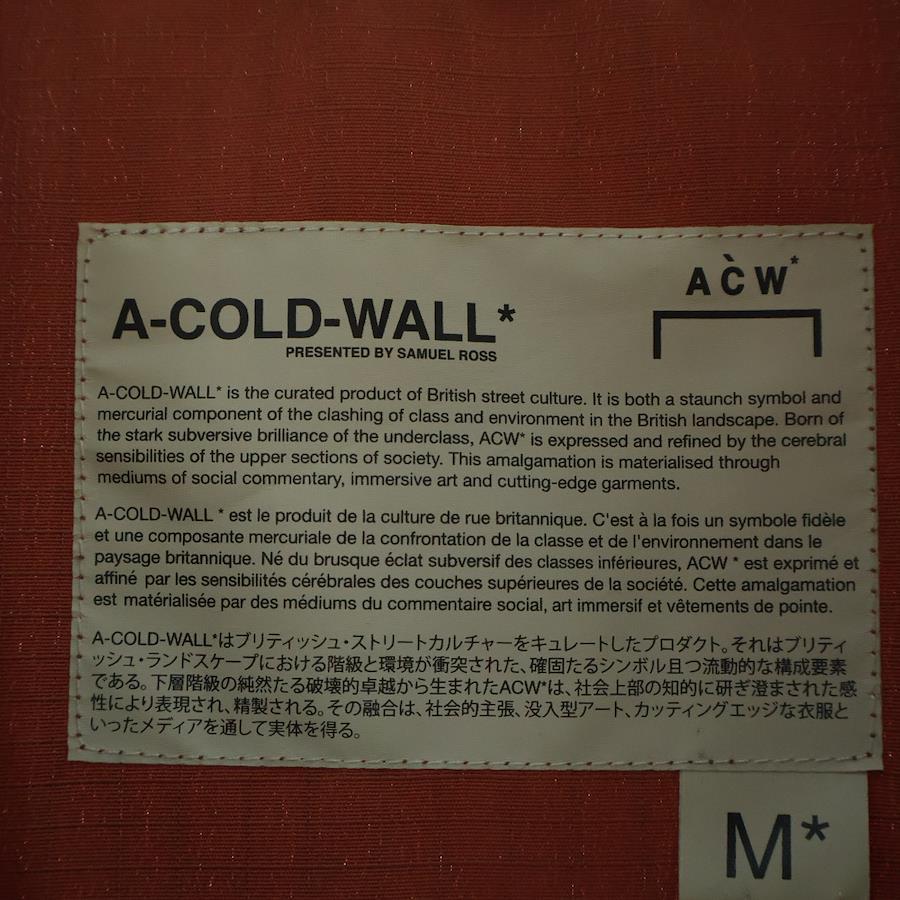 A-COLD-WALL*
PRESENTED BY SAMUEL ROSS
ACẀ*
A-COLD-WALL* is the curated product of British street culture. It is both a staunch symbol and
mercurial component of the clashing of class and environment in the British landscape. Born of
the stark subversive brilliance of the underclass, ACW* is expressed and refined by the cerebral
sensibilities of the upper sections of society. This amalgamation is materialised through
mediums of social commentary, immersive art and cutting-edge garments.
A-COLD-WALL * est le produit de la culture de rue britannique. C'est à la fois un symbole fidèle
et une composante mercuriale de la confrontation de la classe et de l'environnement dans le
paysage britannique. Né du brusque éclat subversif des classes inférieures, ACW * est exprimé et
affiné par les sensibilités cérébrales des couches supérieures de la société. Cette amalgamation
est matérialisée par des médiums du commentaire social, art immersif et vêtements de pointe.
A-COLD-WALL*はブリティッシュ・ストリートカルチャーをキュレートしたプロダクト。それはブリティ
ッシュ・ランドスケープにおける階級と環境が衝突された、確固たるシンボル且つ流動的な構成要素
である。下層階級の純然たる破壊的卓越から生まれたACW*は、社会上部の知的に研ぎ澄まされた感
性により表現され、精製される。その融合は、社会的主張、没入型アート、カッティングエッジな衣服と
いったメディアを通して実体を得る。
M*